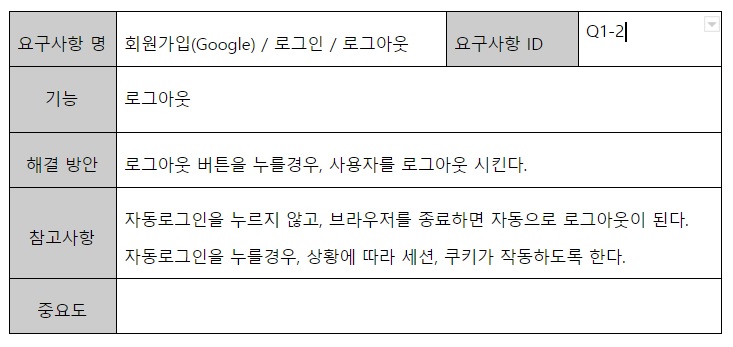 요구사항 명 회원가입(Google) / 로그인 / 로그아웃 요구사항 ID Q1-2
기능 로그아웃
해결 방안 로그아웃 버튼을 누를경우, 사용자를 로그아웃 시킨다.
참고사항 자동로그인을 누르지 않고, 브라우저를 종료하면 자동으로 로그아웃이 된다.
자동로그인을 누를경우, 상황에 따라 세션, 쿠키가 작동하도록 한다.
중요도